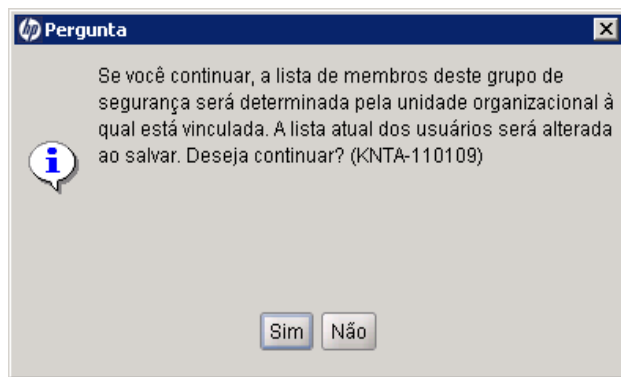 hp Pergunta
Se você continuar, a lista de membros deste grupo de
segurança será determinada pela unidade organizacional à
qual está vinculada. A lista atual dos usuários será alterada
ao salvar. Deseja continuar? (KNTA-110109)
Sim Não